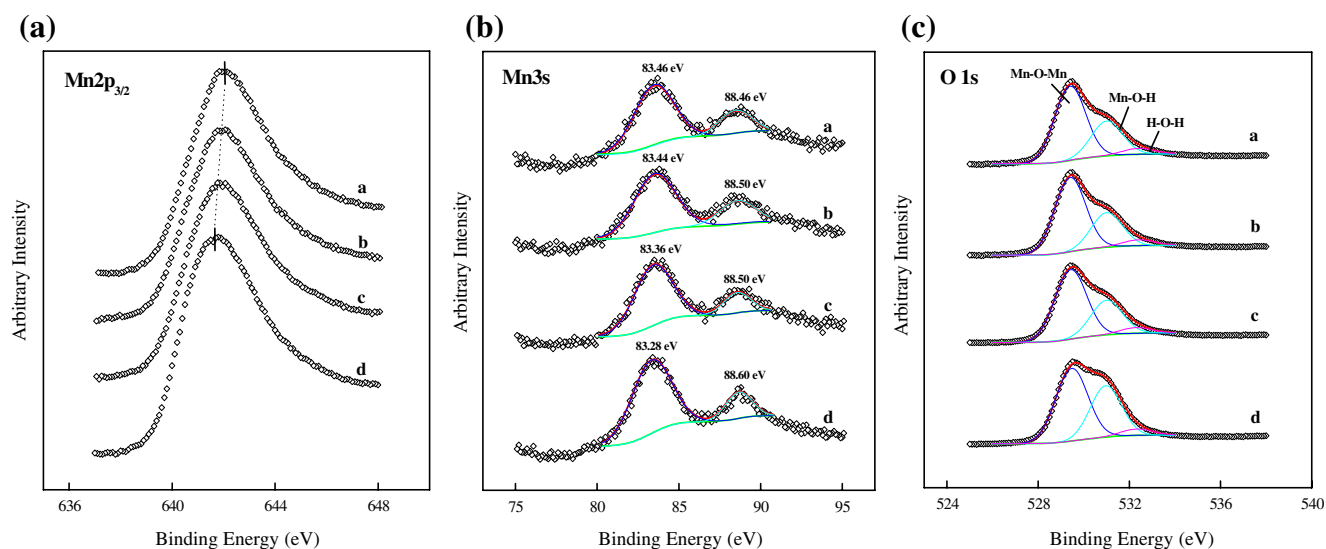 (a)
Mn2p3/2
a
b
c
d
Arbitrary Intensity
636 640 644 648
Binding Energy (eV)
(b)
Mn3s
83.46 eV
88.46 eV
a
83.44 eV
88.50 eV
b
83.36 eV
88.50 eV
c
83.28 eV
88.60 eV
d
Arbitrary Intensity
75 80 85 90 95
Binding Energy (eV)
(c)
O 1s
Mn-O-Mn
Mn-O-H
H-O-H
a
b
c
d
Arbitrary Intensity
524 528 532 536 540
Binding Energy (eV)